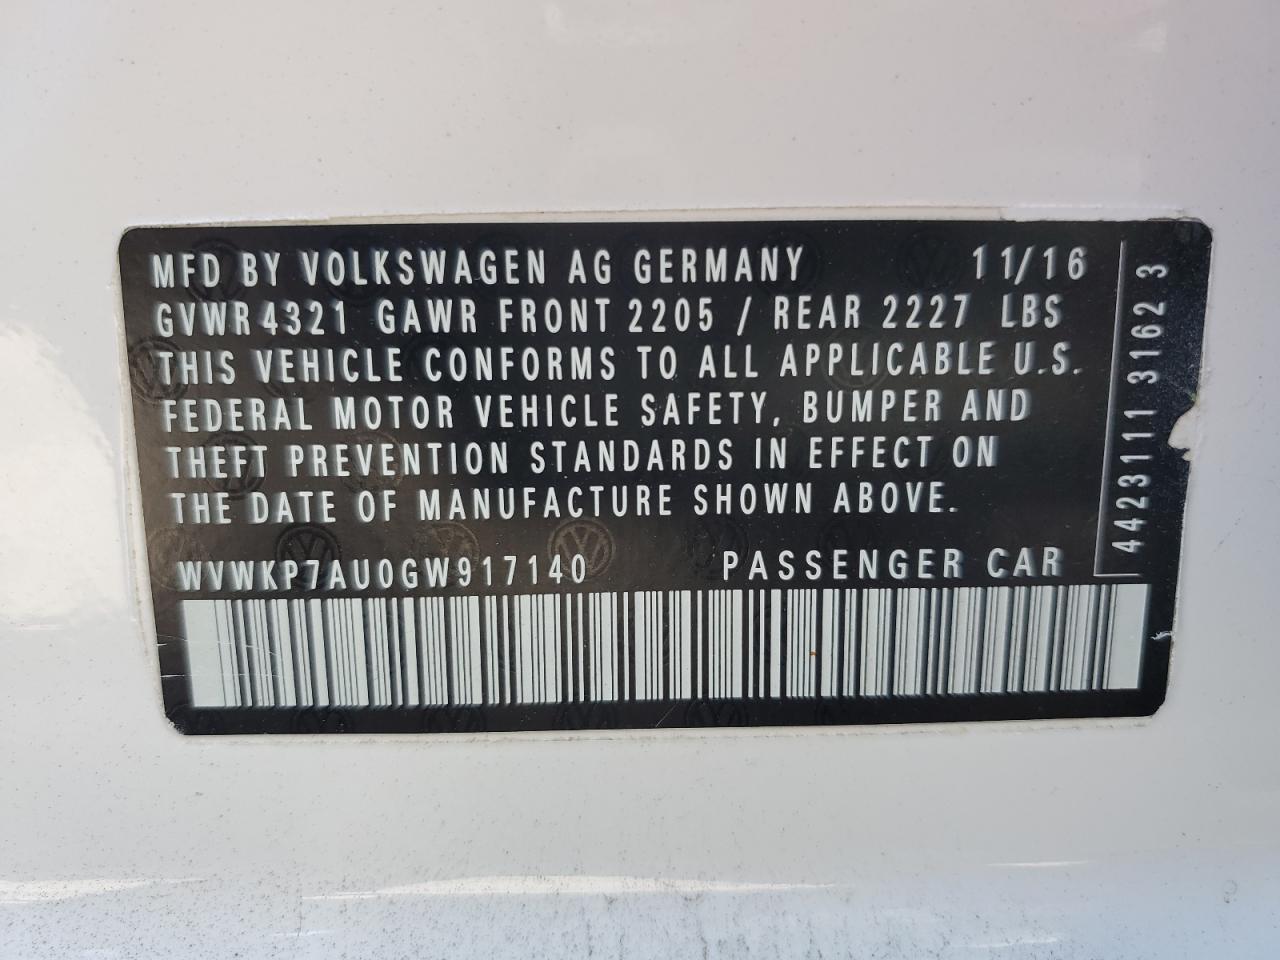 MFD BY VOLKSWAGEN AG GERMANY 11/16
GVWR 4321 GAWR FRONT 2205 / REAR 2227 LBS
THIS VEHICLE CONFORMS TO ALL APPLICABLE U.S.
FEDERAL MOTOR VEHICLE SAFETY, BUMPER AND
THEFT PREVENTION STANDARDS IN EFFECT ON
THE DATE OF MANUFACTURE SHOWN ABOVE.
WVWKP7AU0GW917140 PASSENGER CAR
4423111 3162 3